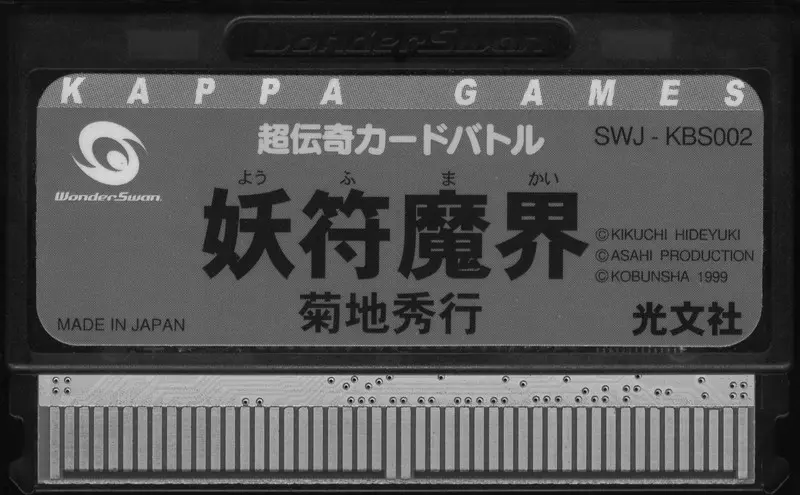 WonderSwan
KAPPA GAMES
超伝奇カードバトル
SWJ - KBS002
WonderSwan
よう ふ ま かい
妖符魔界
©KIKUCHI HIDEYUKI
©ASAHI PRODUCTION
©KOBUNSHA 1999
菊地秀行
MADE IN JAPAN
光文社